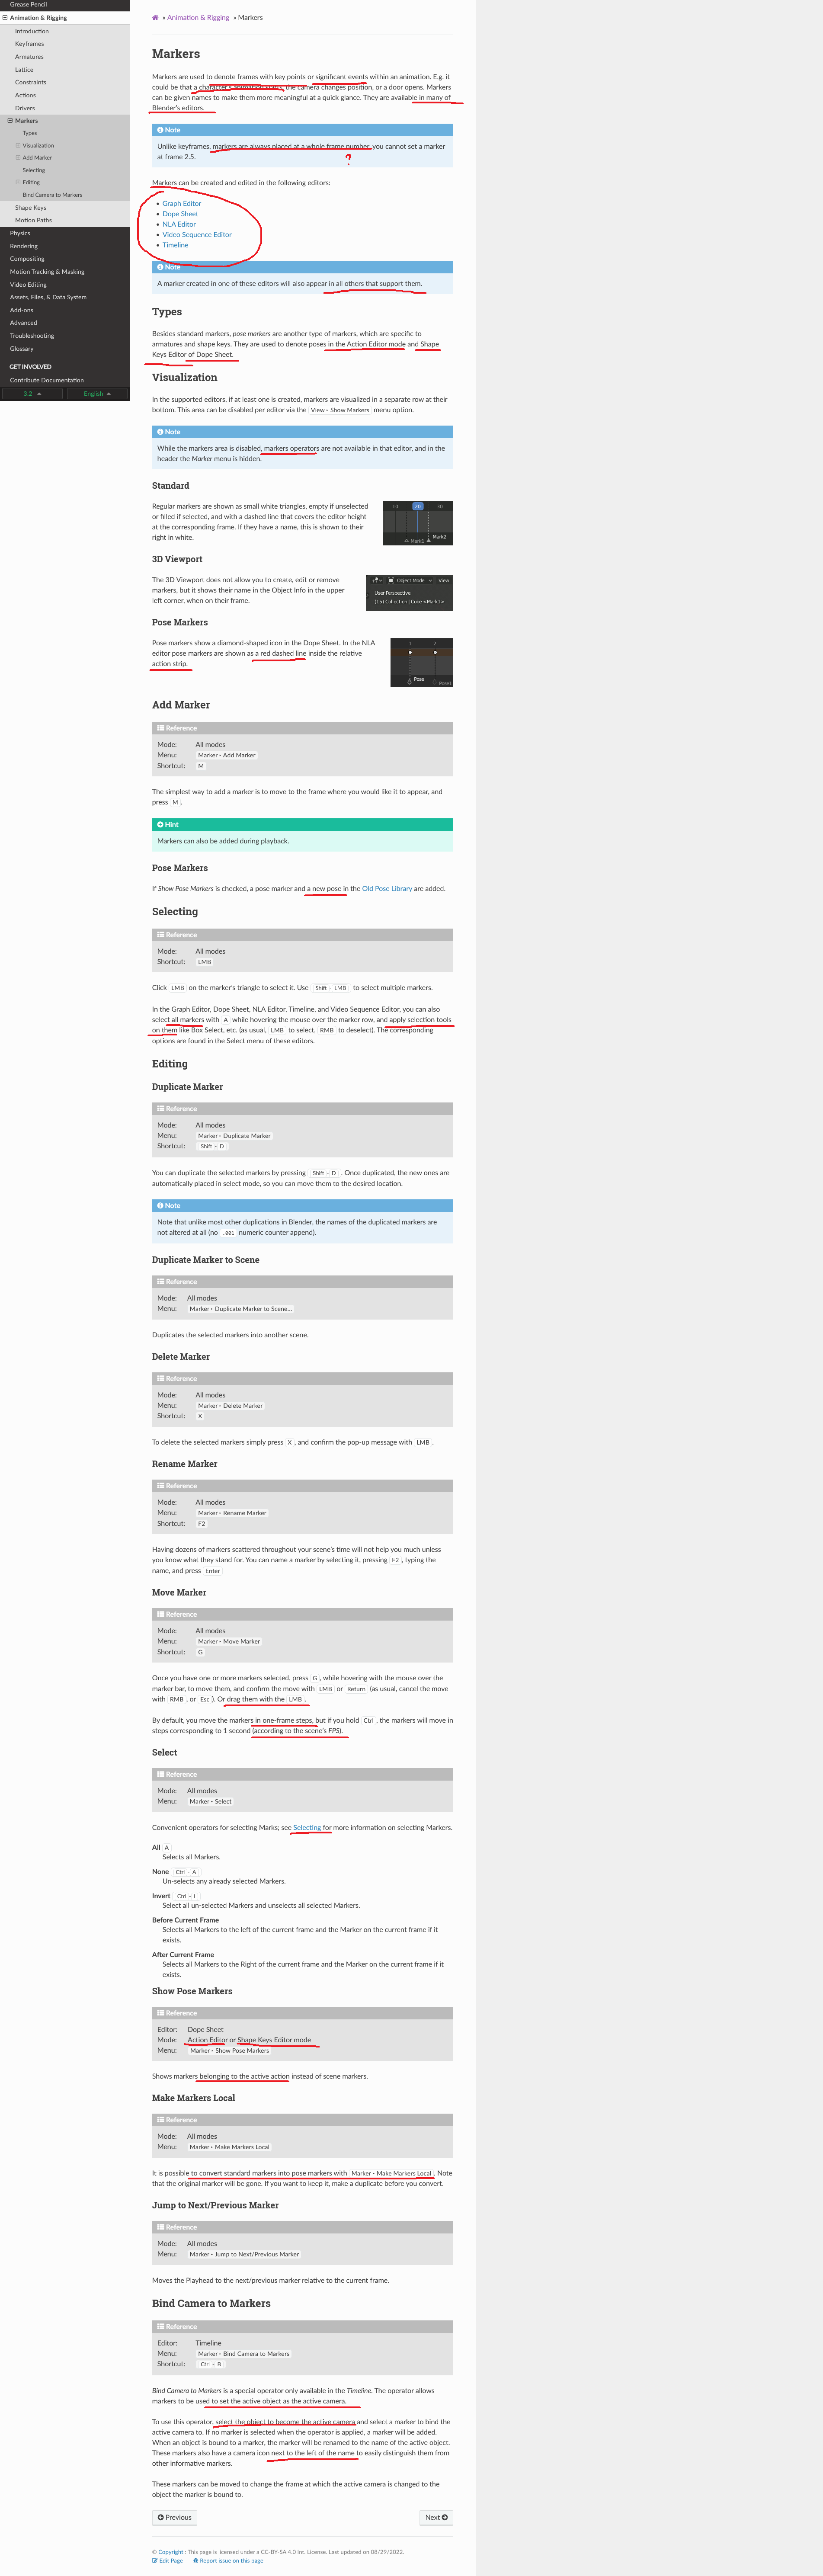 Grease Pencil
Animation & Rigging
Introduction
Keyframes
Armatures
Lattice
Constraints
Actions
Drivers
Markers
Types
Visualization
Add Marker
Selecting
Editing
Bind Camera to Markers
Shape Keys
Motion Paths
Physics
Rendering
Compositing
Motion Tracking & Masking
Video Editing
Assets, Files, & Data System
Add-ons
Advanced
Troubleshooting
Glossary
GET INVOLVED
Contribute Documentation
3.2 English
» Animation & Rigging » Markers
Markers
Markers are used to denote frames with key points or significant events within an animation. E.g. it
could be that a character's animation starts, the camera changes position, or a door opens. Markers
can be given names to make them more meaningful at a quick glance. They are available in many of
Blender's editors.
Note
Unlike keyframes, markers are always placed at a whole frame number, you cannot set a marker
at frame 2.5.
?
Markers can be created and edited in the following editors:
• Graph Editor
• Dope Sheet
• NLA Editor
• Video Sequence Editor
• Timeline
Note
A marker created in one of these editors will also appear in all others that support them.
Types
Besides standard markers, pose markers are another type of markers, which are specific to
armatures and shape keys. They are used to denote poses in the Action Editor mode and Shape
Keys Editor of Dope Sheet.
Visualization
In the supported editors, if at least one is created, markers are visualized in a separate row at their
bottom. This area can be disabled per editor via the View ‣ Show Markers menu option.
Note
While the markers area is disabled, markers operators are not available in that editor, and in the
header the Marker menu is hidden.
Standard
Regular markers are shown as small white triangles, empty if unselected
or filled if selected, and with a dashed line that covers the editor height
at the corresponding frame. If they have a name, this is shown to their
right in white.
10 20 30
Mark2
Mark1
3D Viewport
The 3D Viewport does not allow you to create, edit or remove
markers, but it shows their name in the Object Info in the upper
left corner, when on their frame.
Object Mode View
User Perspective
(15) Collection | Cube <Mark1>
Pose Markers
Pose markers show a diamond-shaped icon in the Dope Sheet. In the NLA
editor pose markers are shown as a red dashed line inside the relative
action strip.
1 2
Pose
Pose1
Add Marker
Reference
Mode: All modes
Menu: Marker ‣ Add Marker
Shortcut: M
The simplest way to add a marker is to move to the frame where you would like it to appear, and
press M .
Hint
Markers can also be added during playback.
Pose Markers
If Show Pose Markers is checked, a pose marker and a new pose in the Old Pose Library are added.
Selecting
Reference
Mode: All modes
Shortcut: LMB
Click LMB on the marker's triangle to select it. Use Shift - LMB to select multiple markers.
In the Graph Editor, Dope Sheet, NLA Editor, Timeline, and Video Sequence Editor, you can also
select all markers with A while hovering the mouse over the marker row, and apply selection tools
on them like Box Select, etc. (as usual, LMB to select, RMB to deselect). The corresponding
options are found in the Select menu of these editors.
Editing
Duplicate Marker
Reference
Mode: All modes
Menu: Marker ‣ Duplicate Marker
Shortcut: Shift - D
You can duplicate the selected markers by pressing Shift - D . Once duplicated, the new ones are
automatically placed in select mode, so you can move them to the desired location.
Note
Note that unlike most other duplications in Blender, the names of the duplicated markers are
not altered at all (no .001 numeric counter append).
Duplicate Marker to Scene
Reference
Mode: All modes
Menu: Marker ‣ Duplicate Marker to Scene...
Duplicates the selected markers into another scene.
Delete Marker
Reference
Mode: All modes
Menu: Marker ‣ Delete Marker
Shortcut: X
To delete the selected markers simply press X , and confirm the pop-up message with LMB .
Rename Marker
Reference
Mode: All modes
Menu: Marker ‣ Rename Marker
Shortcut: F2
Having dozens of markers scattered throughout your scene's time will not help you much unless
you know what they stand for. You can name a marker by selecting it, pressing F2 , typing the
name, and press Enter
Move Marker
Reference
Mode: All modes
Menu: Marker ‣ Move Marker
Shortcut: G
Once you have one or more markers selected, press G , while hovering with the mouse over the
marker bar, to move them, and confirm the move with LMB or Return (as usual, cancel the move
with RMB , or Esc ). Or drag them with the LMB .
By default, you move the markers in one-frame steps, but if you hold Ctrl , the markers will move in
steps corresponding to 1 second (according to the scene's FPS).
Select
Reference
Mode: All modes
Menu: Marker ‣ Select
Convenient operators for selecting Marks; see Selecting for more information on selecting Markers.
All A
Selects all Markers.
None Ctrl - A
Un-selects any already selected Markers.
Invert Ctrl - I
Select all un-selected Markers and unselects all selected Markers.
Before Current Frame
Selects all Markers to the left of the current frame and the Marker on the current frame if it
exists.
After Current Frame
Selects all Markers to the Right of the current frame and the Marker on the current frame if it
exists.
Show Pose Markers
Reference
Editor: Dope Sheet
Mode: Action Editor or Shape Keys Editor mode
Menu: Marker ‣ Show Pose Markers
Shows markers belonging to the active action instead of scene markers.
Make Markers Local
Reference
Mode: All modes
Menu: Marker ‣ Make Markers Local
It is possible to convert standard markers into pose markers with Marker ‣ Make Markers Local . Note
that the original marker will be gone. If you want to keep it, make a duplicate before you convert.
Jump to Next/Previous Marker
Reference
Mode: All modes
Menu: Marker ‣ Jump to Next/Previous Marker
Moves the Playhead to the next/previous marker relative to the current frame.
Bind Camera to Markers
Reference
Editor: Timeline
Menu: Marker ‣ Bind Camera to Markers
Shortcut: Ctrl - B
Bind Camera to Markers is a special operator only available in the Timeline. The operator allows
markers to be used to set the active object as the active camera.
To use this operator, select the object to become the active camera and select a marker to bind the
active camera to. If no marker is selected when the operator is applied, a marker will be added.
When an object is bound to a marker, the marker will be renamed to the name of the active object.
These markers also have a camera icon next to the left of the name to easily distinguish them from
other informative markers.
These markers can be moved to change the frame at which the active camera is changed to the
object the marker is bound to.
Previous Next
© Copyright : This page is licensed under a CC-BY-SA 4.0 Int. License. Last updated on 08/29/2022.
Edit Page Report issue on this page